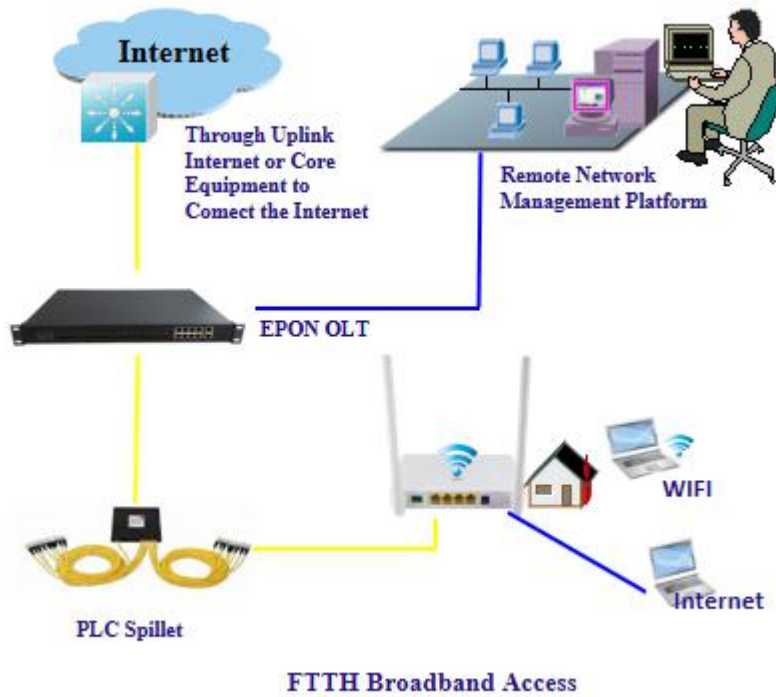 Internet
Through Uplink
Internet or Core
Equipment to
Comect the Internet
Remote Network
Management Platform
EPON OLT
WIFI
Internet
PLC Spillet
FTTH Broadband Access